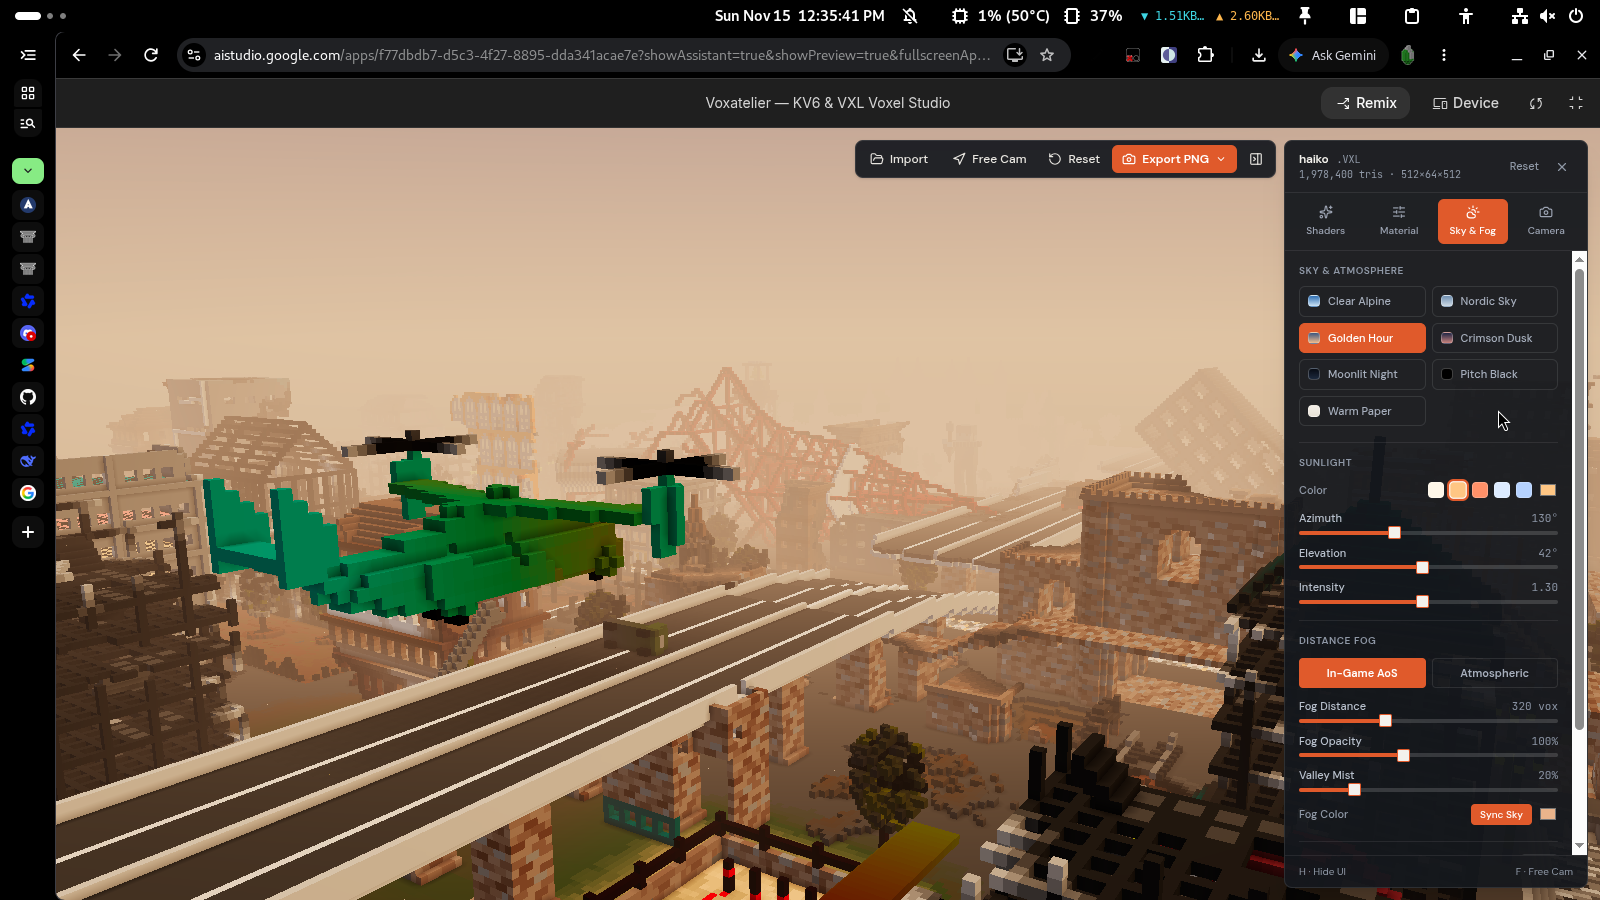 Sun Nov 15  12:35:41 PM
1% (50°C)
37%
▼ 1.51KB…
▲ 2.60KB…
aistudio.google.com/apps/f77dbdb7-d5c3-4f27-8895-dda341acae7e?showAssistant=true&showPreview=true&fullscreenAp…
Ask Gemini
Voxatelier — KV6 & VXL Voxel Studio
Remix
Device
Import
Free Cam
Reset
Export PNG
haiko .VXL
1,978,400 tris · 512×64×512
Reset
Shaders
Material
Sky & Fog
Camera
SKY & ATMOSPHERE
Clear Alpine
Nordic Sky
Golden Hour
Crimson Dusk
Moonlit Night
Pitch Black
Warm Paper
SUNLIGHT
Color
Azimuth 130°
Elevation 42°
Intensity 1.30
DISTANCE FOG
In-Game AoS
Atmospheric
Fog Distance 320 vox
Fog Opacity 100%
Valley Mist 20%
Fog Color
Sync Sky
H · Hide UI
F · Free Cam